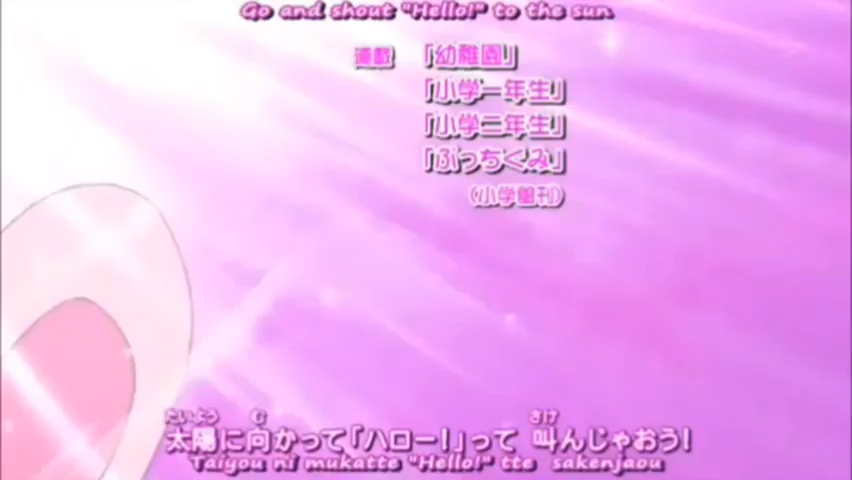 Go and shout "Hello!" to the sun
連載 「幼稚園」
「小学一年生」
「小学二年生」
「ぷっちぐみ」
(小学館刊)
たいよう む さけ
太陽に向かって「ハロー!」って 叫んじゃおう!
Taiyou ni mukatte "Hello!" tte sakenjaou